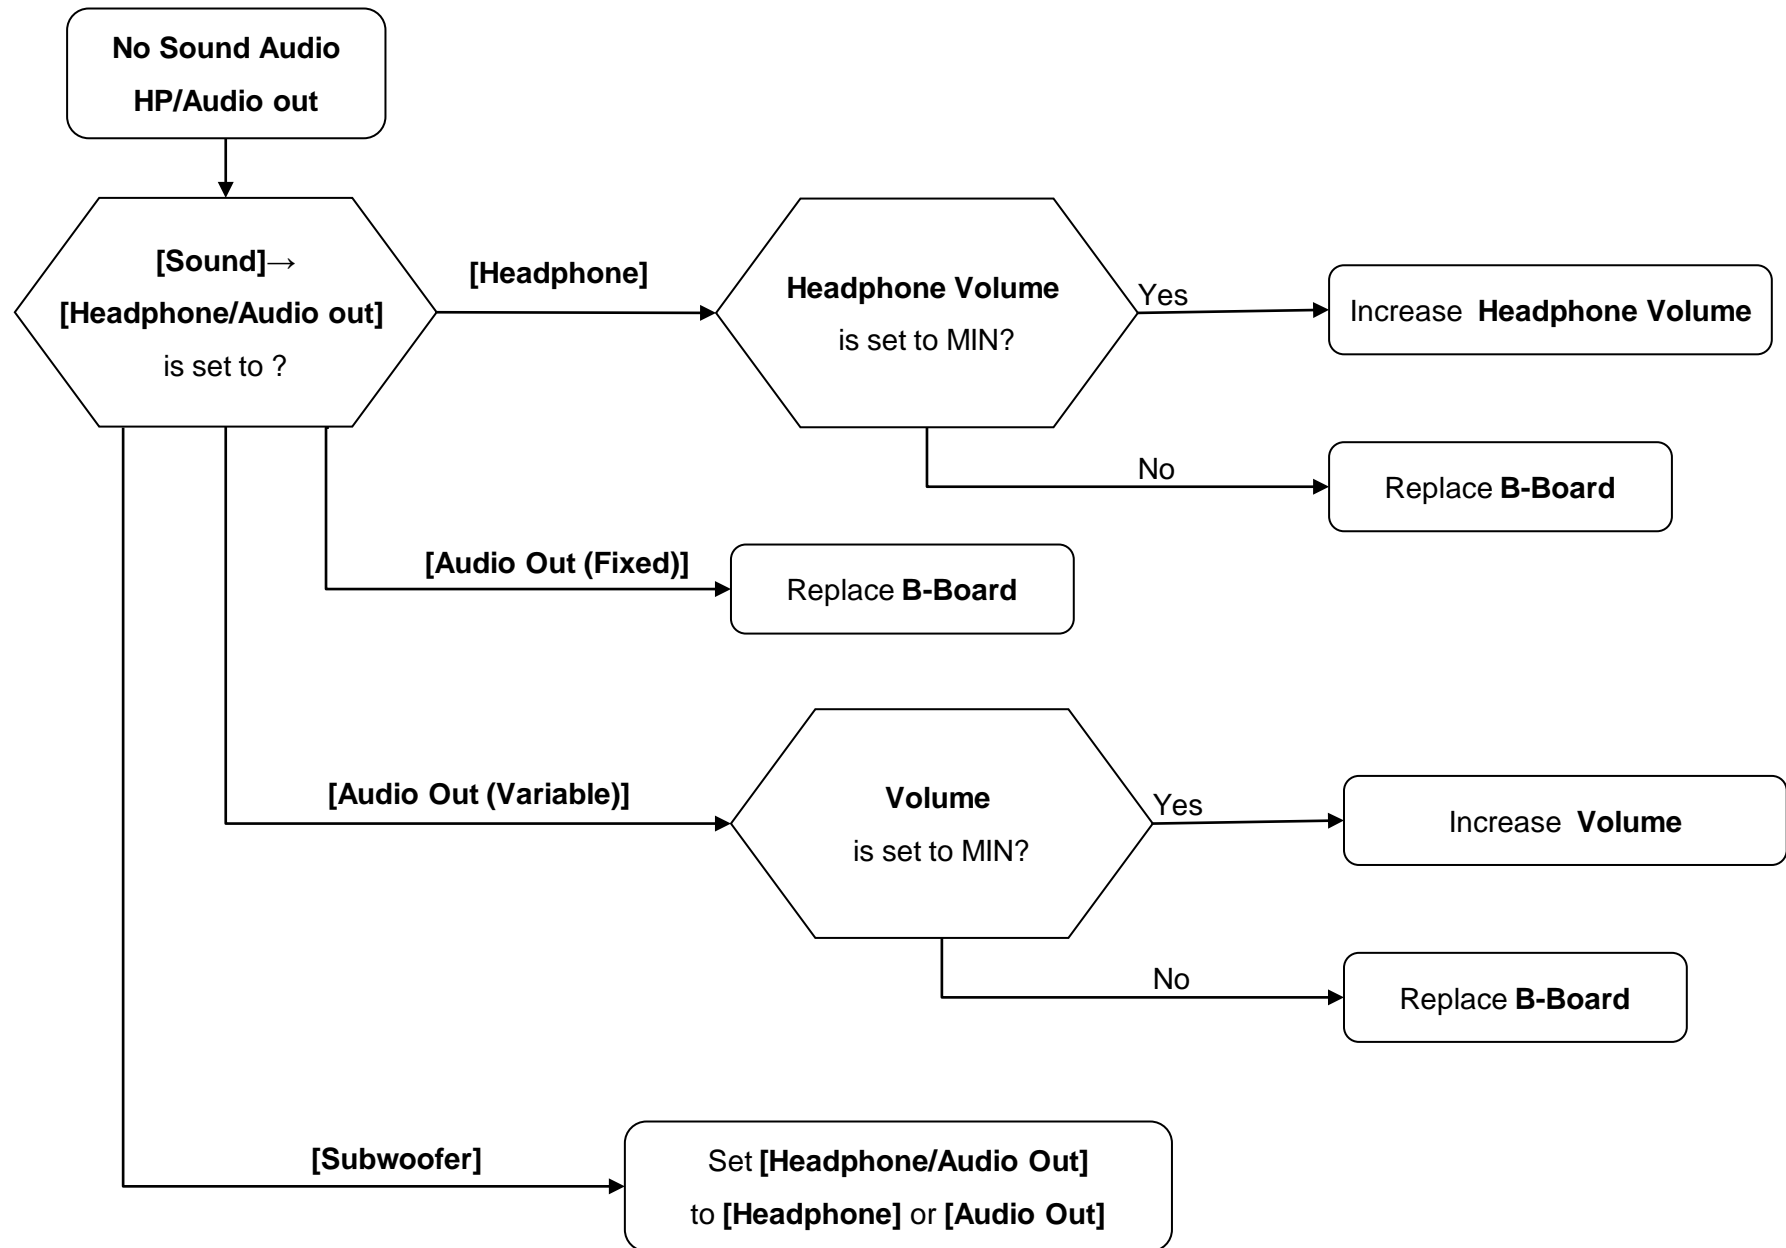 No Sound Audio
HP/Audio out
[Sound]→
[Headphone/Audio out]
is set to ?
[Headphone]
Headphone Volume
is set to MIN?
Yes
Increase Headphone Volume
No
Replace B-Board
[Audio Out (Fixed)]
Replace B-Board
[Audio Out (Variable)]
Volume
is set to MIN?
Yes
Increase Volume
No
Replace B-Board
[Subwoofer]
Set [Headphone/Audio Out]
to [Headphone] or [Audio Out]